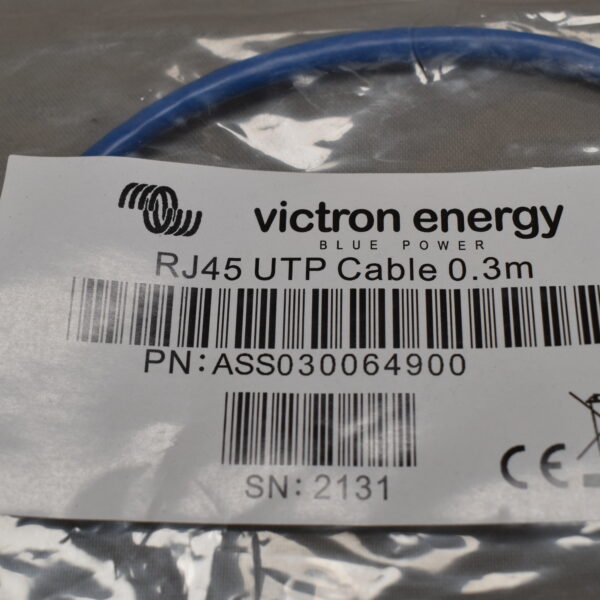 victron energy
BLUE POWER
RJ45 UTP Cable 0.3m
PN:ASS030064900
SN: 2131
CE